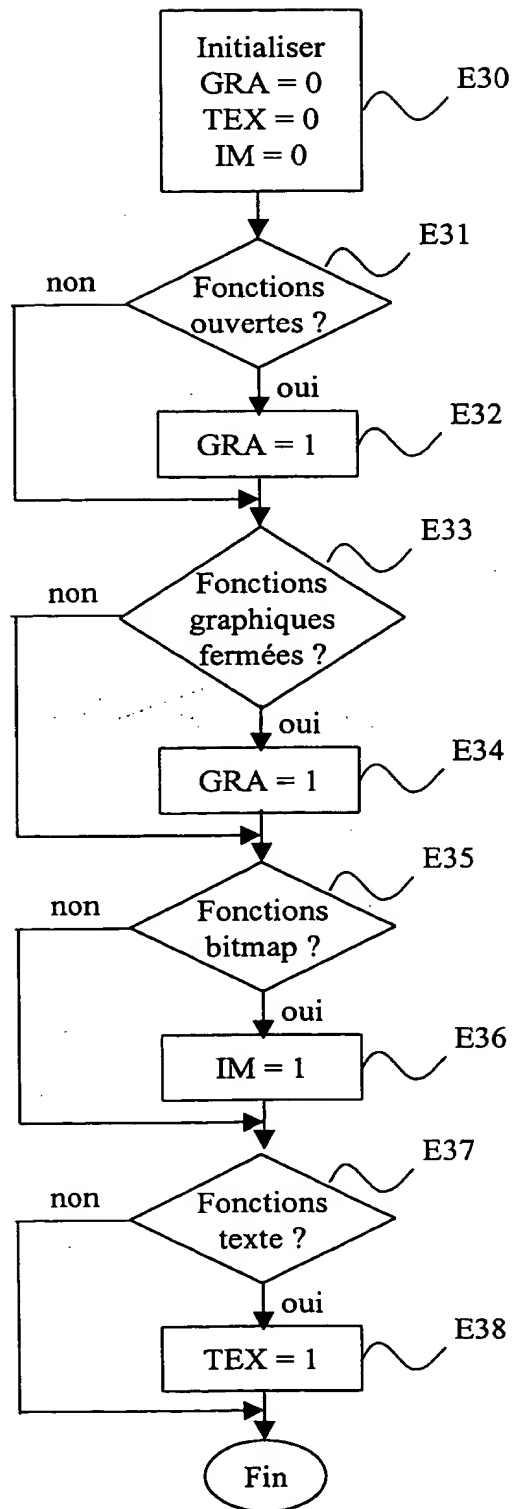 Initialiser
GRA = 0
TEX = 0
IM = 0
E30
E31
non
Fonctions
ouvertes ?
oui
E32
GRA = 1
E33
non
Fonctions
graphiques
fermées ?
oui
E34
GRA = 1
E35
non
Fonctions
bitmap ?
oui
E36
IM = 1
E37
non
Fonctions
texte ?
oui
E38
TEX = 1
Fin